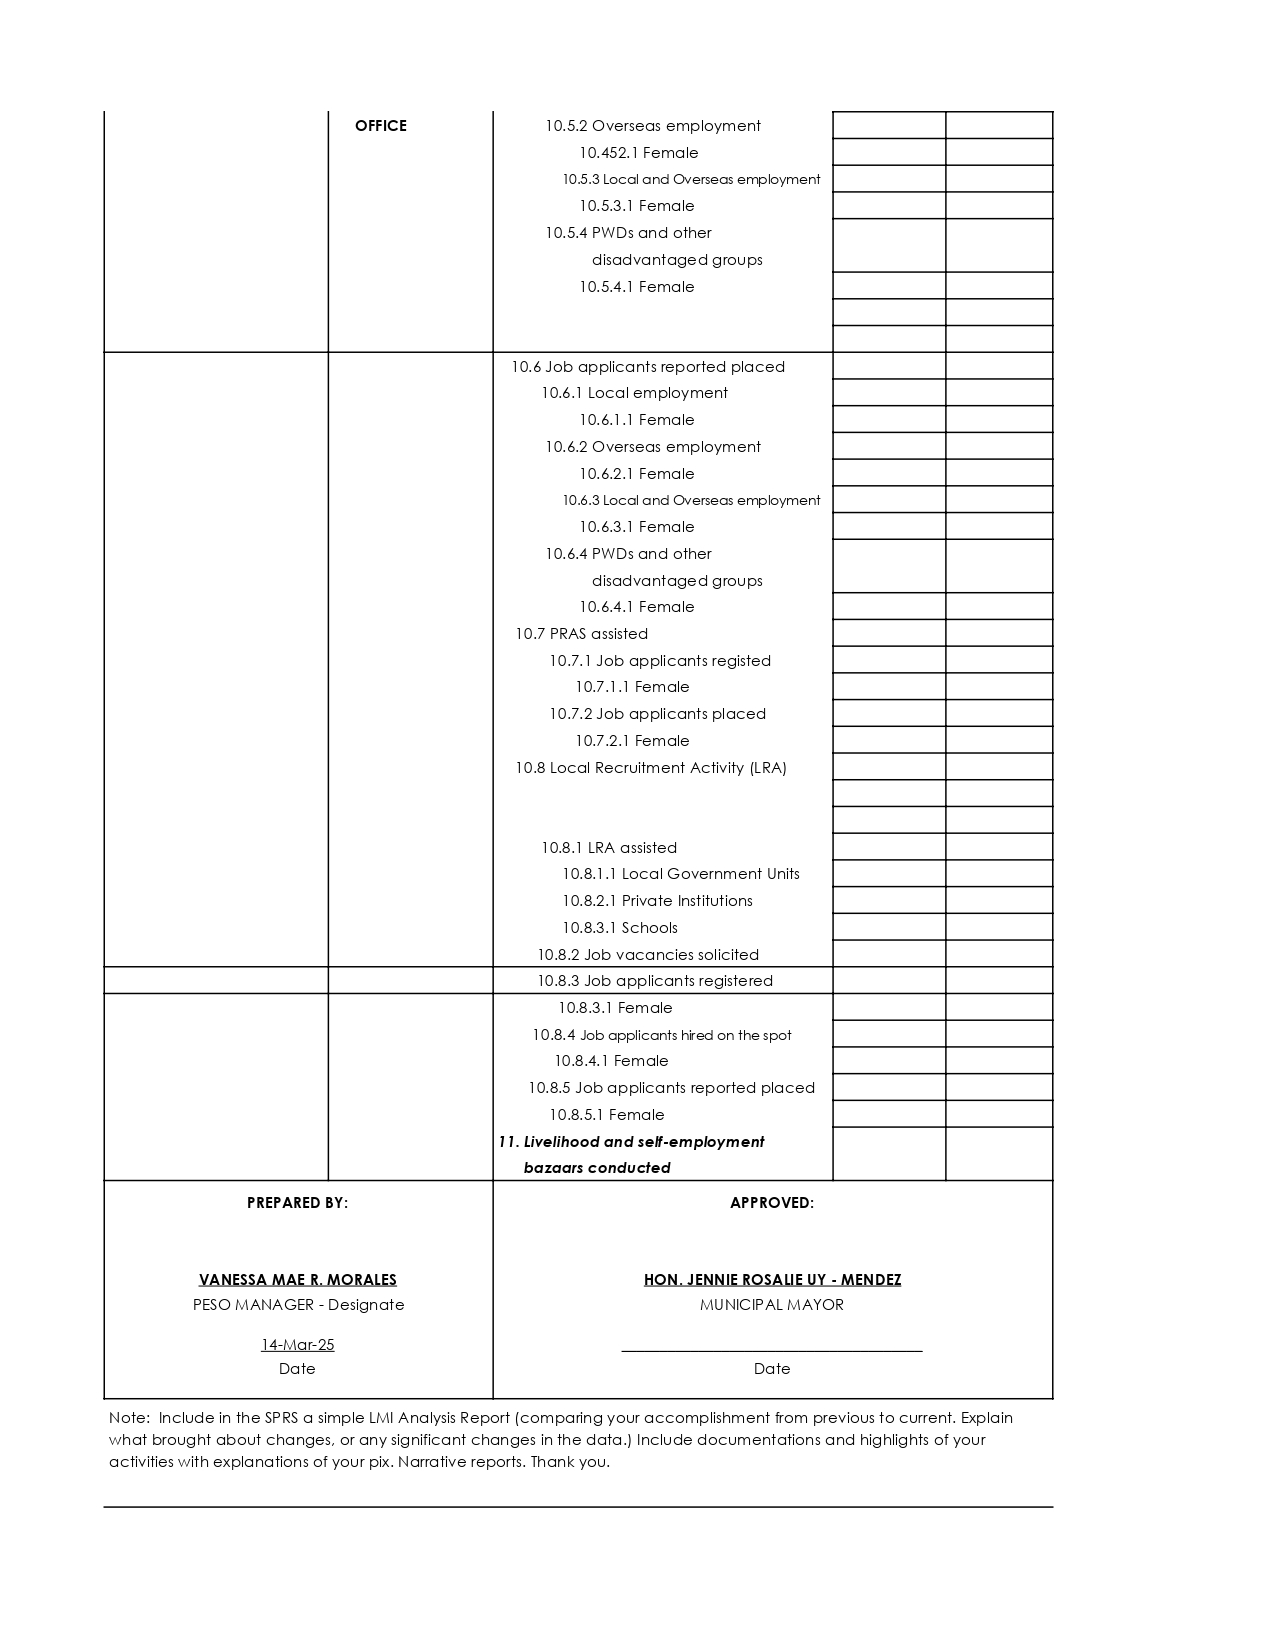 OFFICE
10.5.2 Overseas employment
10.452.1 Female
10.5.3 Local and Overseas employment
10.5.3.1 Female
10.5.4 PWDs and other
disadvantaged groups
10.5.4.1 Female
10.6 Job applicants reported placed
10.6.1 Local employment
10.6.1.1 Female
10.6.2 Overseas employment
10.6.2.1 Female
10.6.3 Local and Overseas employment
10.6.3.1 Female
10.6.4 PWDs and other
disadvantaged groups
10.6.4.1 Female
10.7 PRAS assisted
10.7.1 Job applicants registed
10.7.1.1 Female
10.7.2 Job applicants placed
10.7.2.1 Female
10.8 Local Recruitment Activity (LRA)
10.8.1 LRA assisted
10.8.1.1 Local Government Units
10.8.2.1 Private Institutions
10.8.3.1 Schools
10.8.2 Job vacancies solicited
10.8.3 Job applicants registered
10.8.3.1 Female
10.8.4 Job applicants hired on the spot
10.8.4.1 Female
10.8.5 Job applicants reported placed
10.8.5.1 Female
11. Livelihood and self-employment
bazaars conducted
PREPARED BY:
VANESSA MAE R. MORALES
PESO MANAGER - Designate
14-Mar-25
Date
APPROVED:
HON. JENNIE ROSALIE UY - MENDEZ
MUNICIPAL MAYOR
Date
Note:  Include in the SPRS a simple LMI Analysis Report (comparing your accomplishment from previous to current. Explain
what brought about changes, or any significant changes in the data.) Include documentations and highlights of your
activities with explanations of your pix. Narrative reports. Thank you.